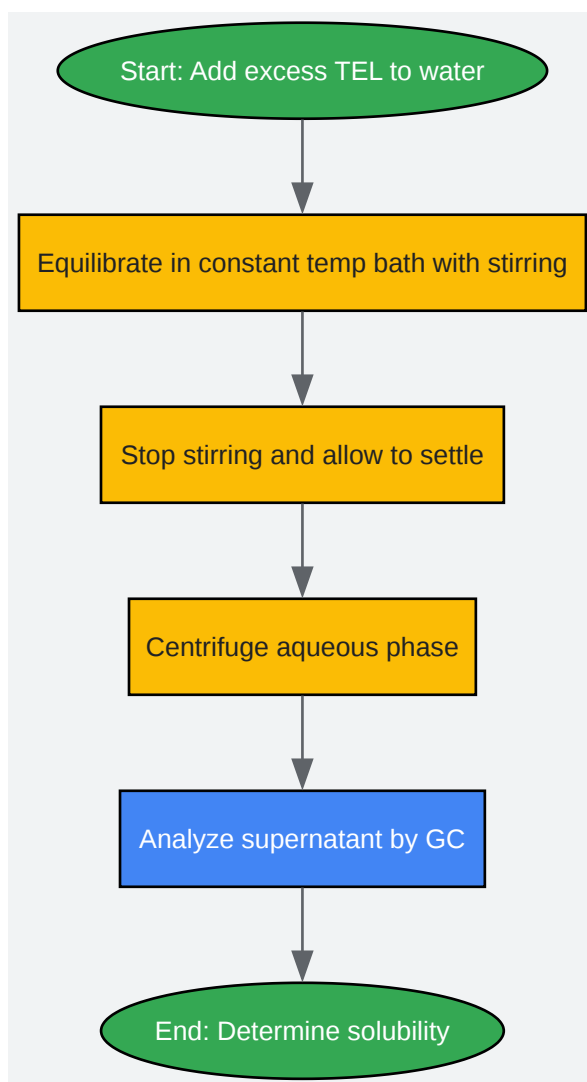 Start: Add excess TEL to water
Equilibrate in constant temp bath with stirring
Stop stirring and allow to settle
Centrifuge aqueous phase
Analyze supernatant by GC
End: Determine solubility